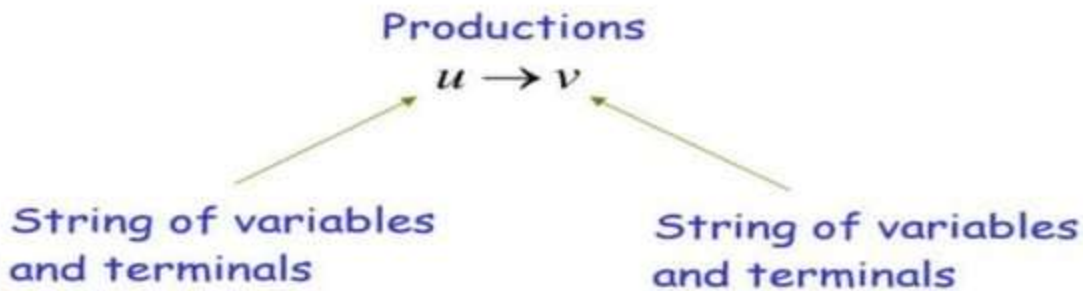 Productions
u → v
String of variables
and terminals
String of variables
and terminals